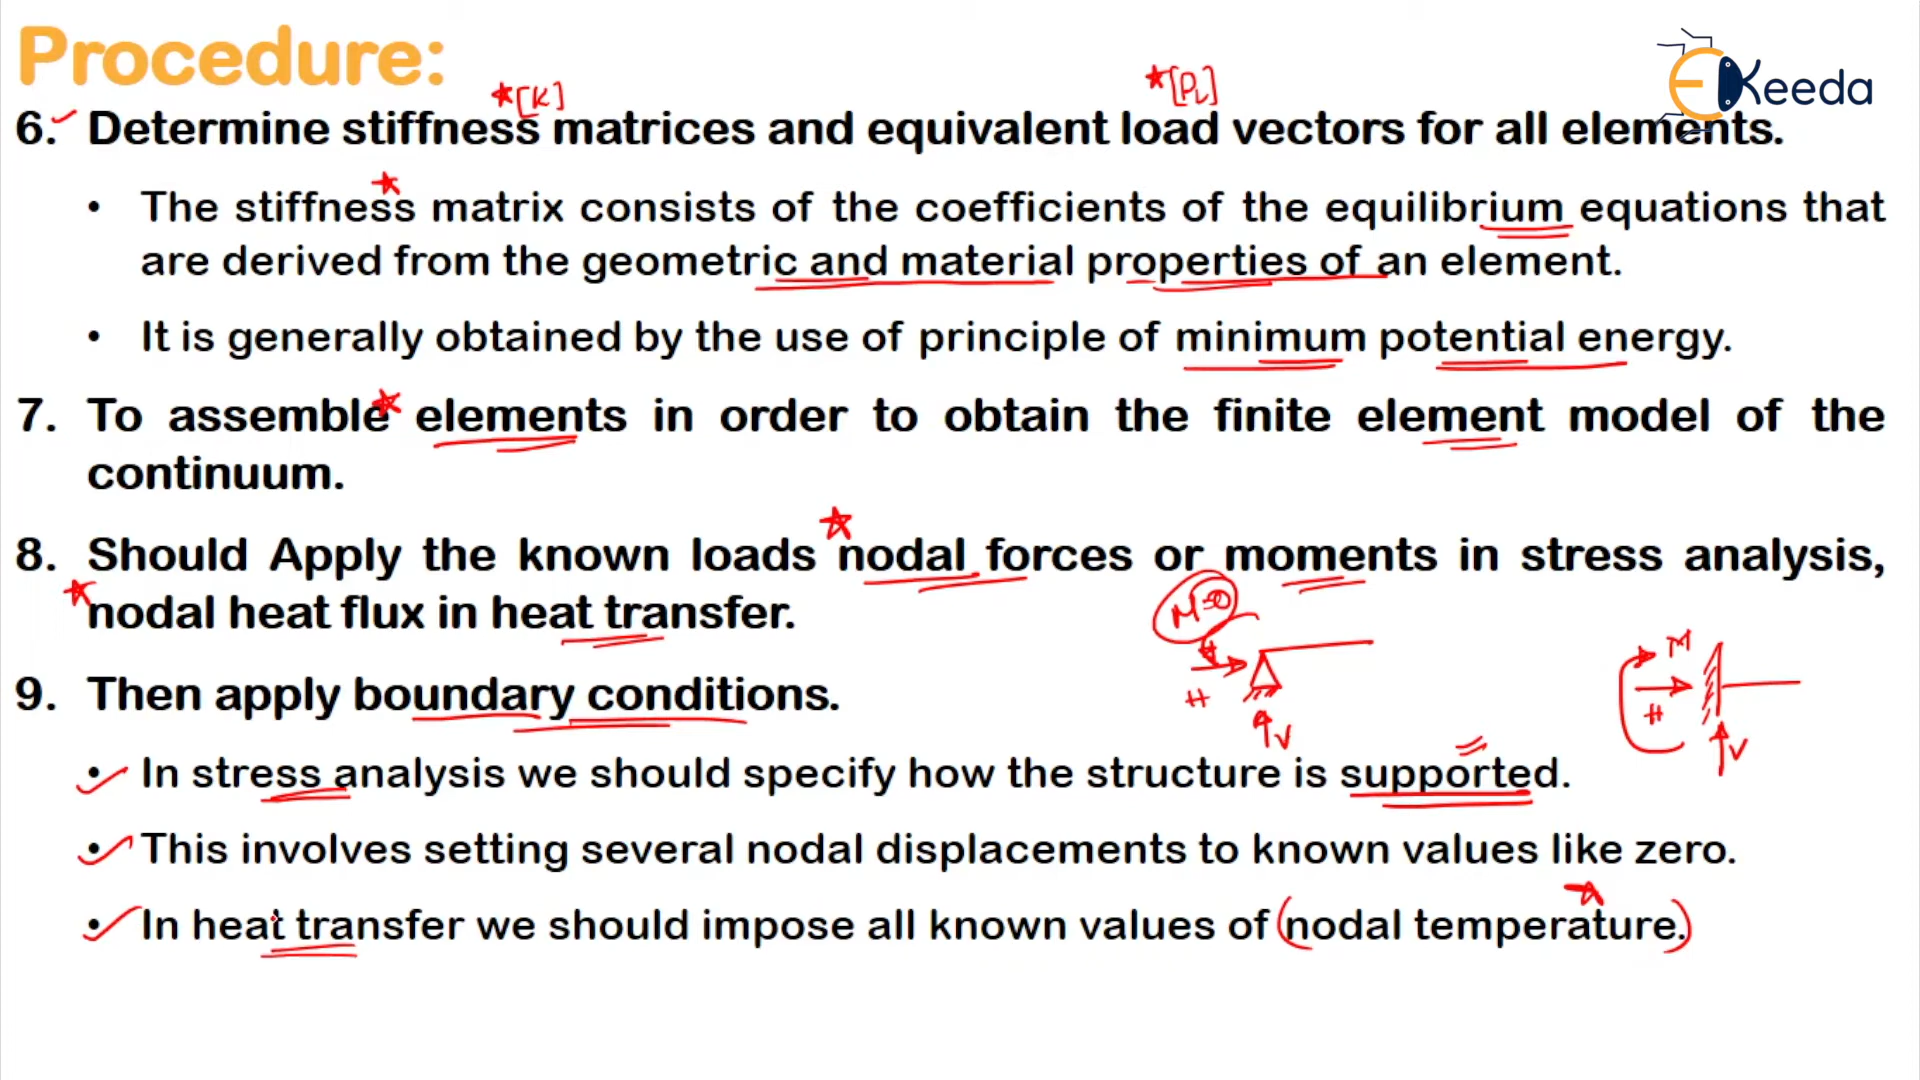 Procedure:
EKeeda
*[K]
*[PL]
6. Determine stiffness matrices and equivalent load vectors for all elements.
• The stiffness matrix consists of the coefficients of the equilibrium equations that
are derived from the geometric and material properties of an element.
• It is generally obtained by the use of principle of minimum potential energy.
7. To assemble elements in order to obtain the finite element model of the
continuum.
8. Should Apply the known loads nodal forces or moments in stress analysis,
nodal heat flux in heat transfer.
M=0
H
V
M
H
V
9. Then apply boundary conditions.
• In stress analysis we should specify how the structure is supported.
• This involves setting several nodal displacements to known values like zero.
• In heat transfer we should impose all known values of (nodal temperature.)